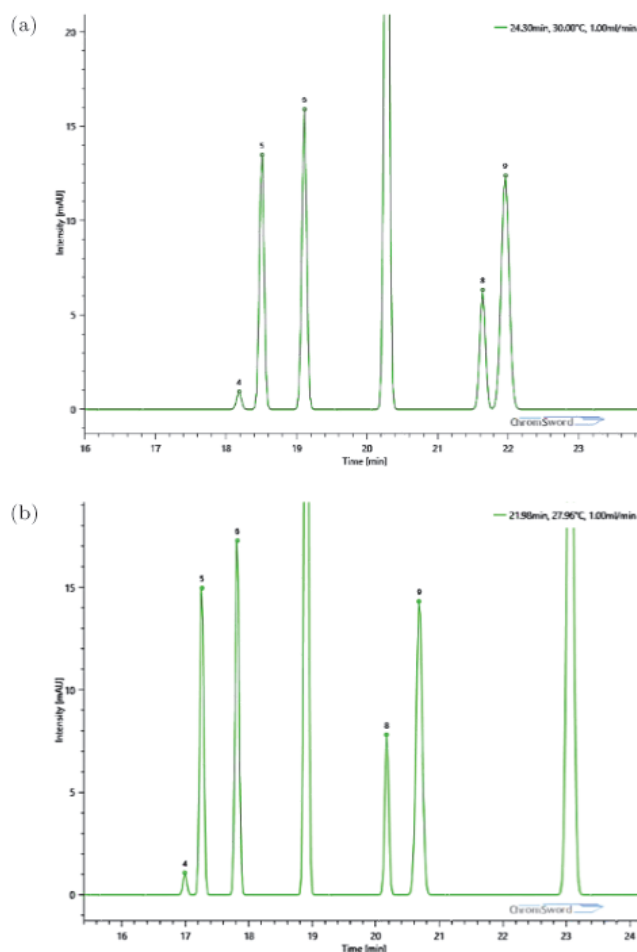 (a)
24.30min, 30.00°C, 1.00ml/min
20
15
10
5
0
Intensity [mAU]
4
5
6
8
9
16 17 18 19 20 21 22 23
Time [min]
ChromSword
(b)
21.98min, 27.96°C, 1.00ml/min
15
10
5
0
Intensity [mAU]
4
5
6
8
9
16 17 18 19 20 21 22 23 24
Time [min]
ChromSword